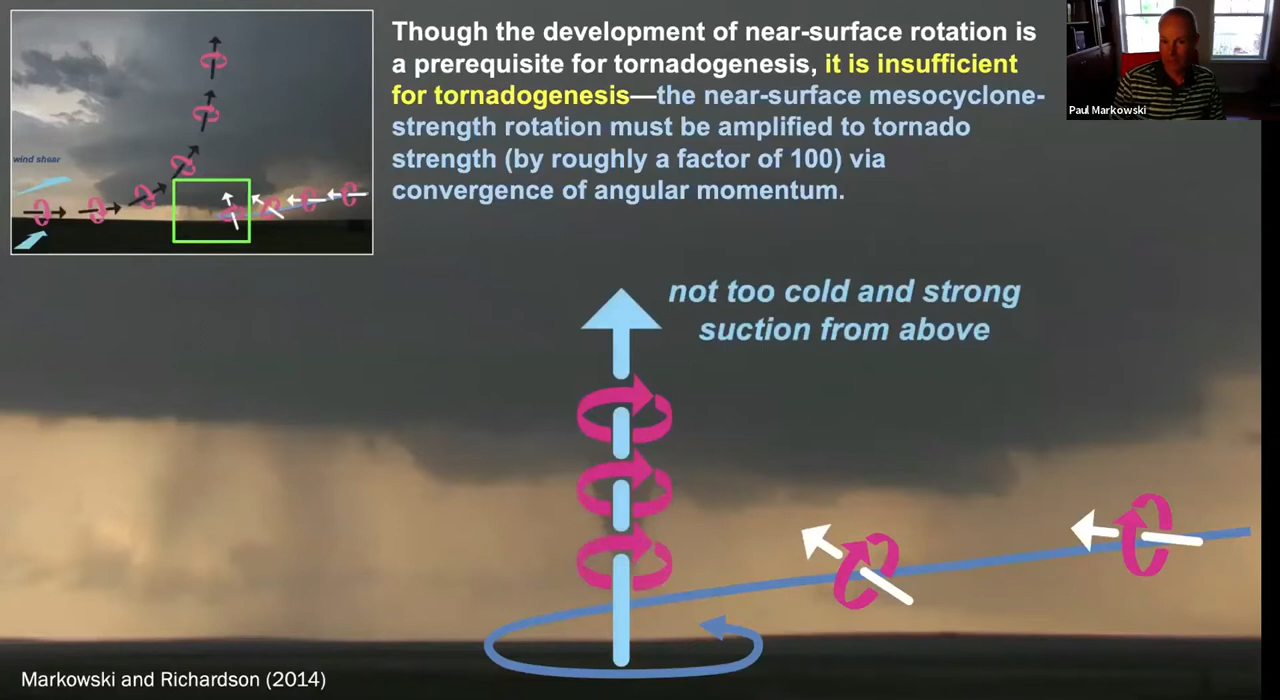 wind shear
Though the development of near-surface rotation is
a prerequisite for tornadogenesis, it is insufficient
for tornadogenesis—the near-surface mesocyclone-
strength rotation must be amplified to tornado
strength (by roughly a factor of 100) via
convergence of angular momentum.
Paul Markowski
not too cold and strong
suction from above
Markowski and Richardson (2014)